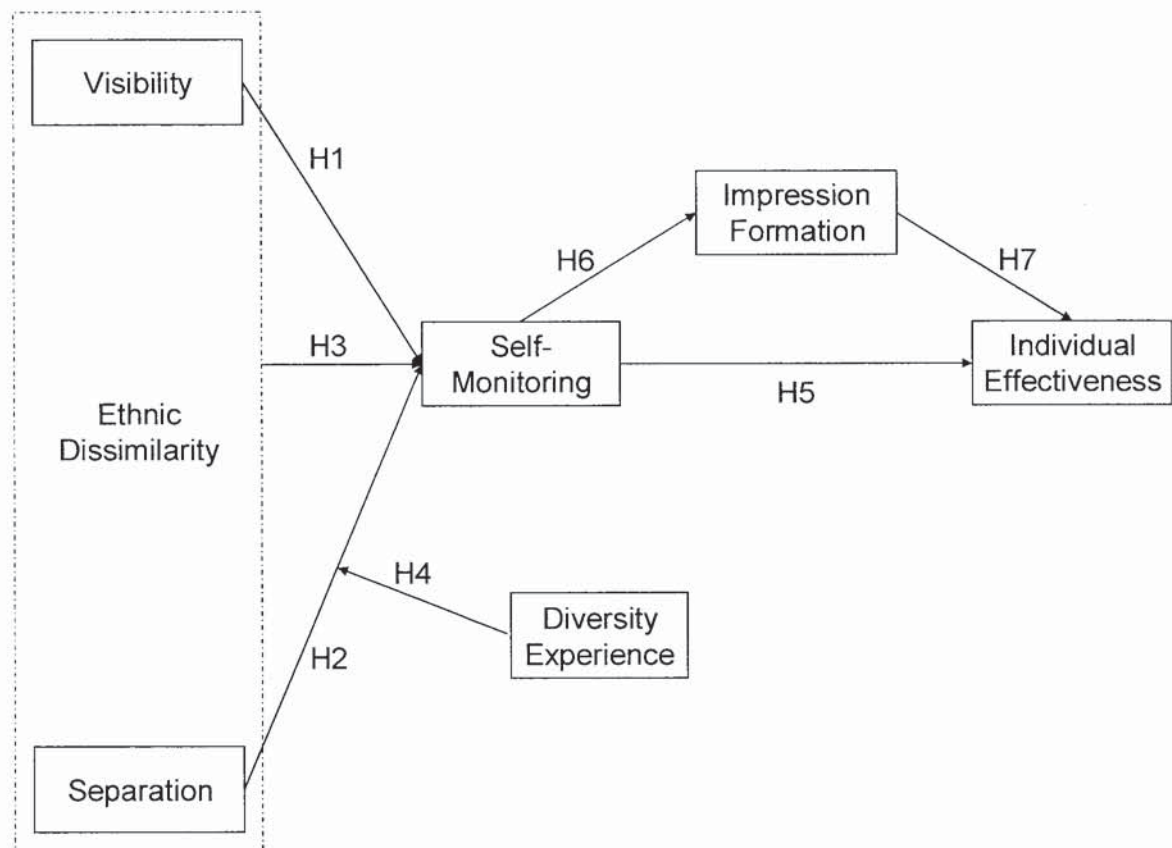 Visibility
H1
Impression
Formation
H6
H7
H3
Self-
Monitoring
Individual
Effectiveness
H5
Ethnic
Dissimilarity
H4
Diversity
Experience
H2
Separation